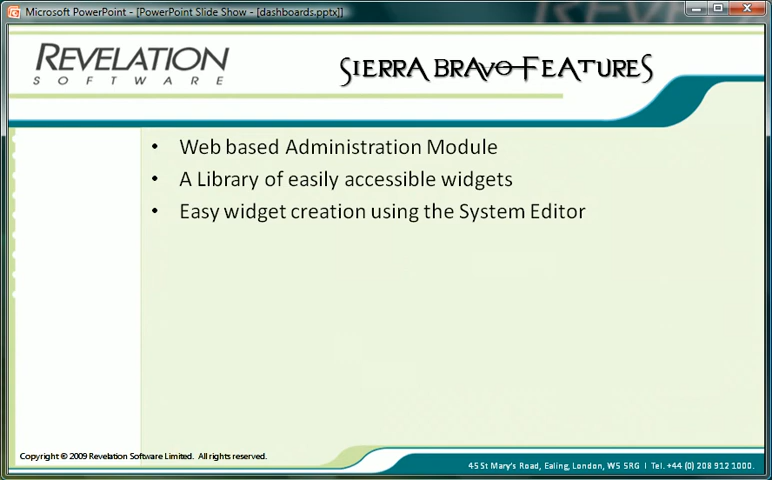 Microsoft PowerPoint - [PowerPoint Slide Show - [dashboards.pptx]]
REVELATION
SOFTWARE
SIERRA BRAVO FEATURES
• Web based Administration Module
• A Library of easily accessible widgets
• Easy widget creation using the System Editor
Copyright © 2009 Revelation Software Limited. All rights reserved.
45 St Mary's Road, Ealing, London, W5 5RG | Tel. +44 (0) 208 912 1000.